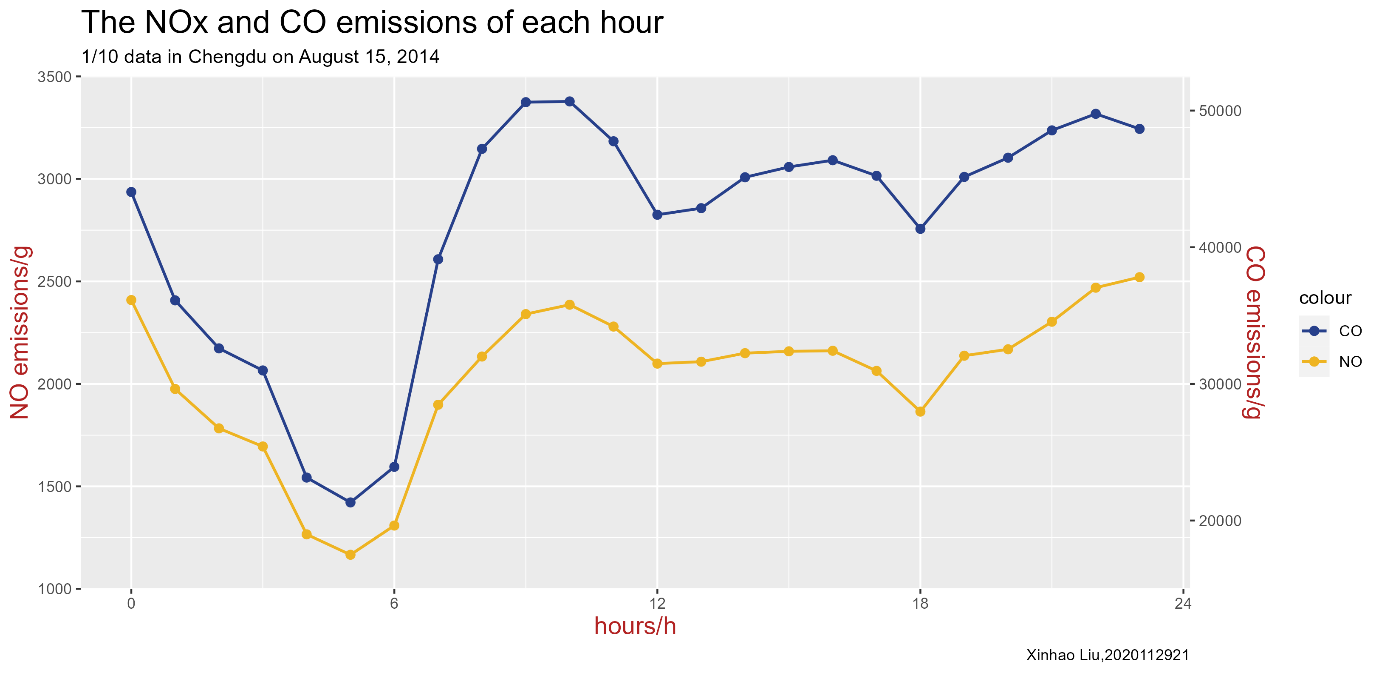 The NOx and CO emissions of each hour
1/10 data in Chengdu on August 15, 2014
3500
3000
2500
2000
1500
1000
NO emissions/g
50000
40000
30000
20000
CO emissions/g
colour
CO
NO
0 6 12 18 24
hours/h
Xinhao Liu,2020112921